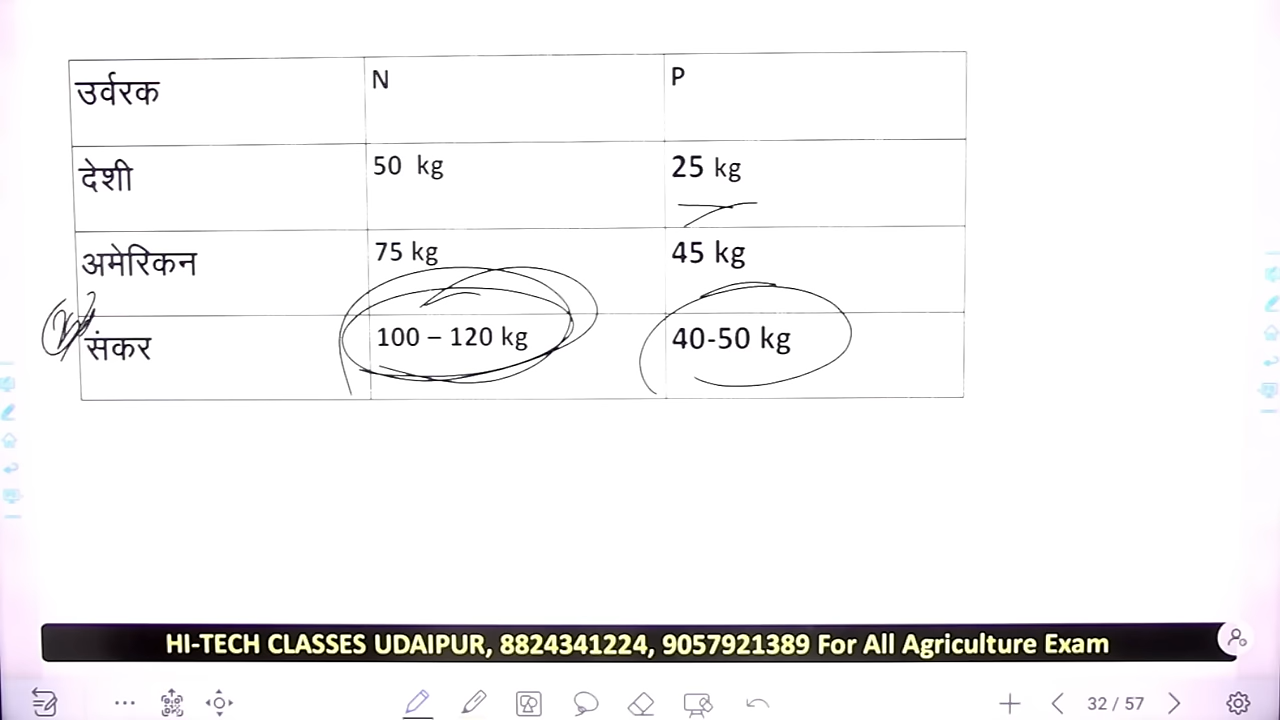 उर्वरक N P
देशी 50 kg 25 kg
अमेरिकन 75 kg 45 kg
संकर 100 – 120 kg 40-50 kg
HI-TECH CLASSES UDAIPUR, 8824341224, 9057921389 For All Agriculture Exam
32 / 57